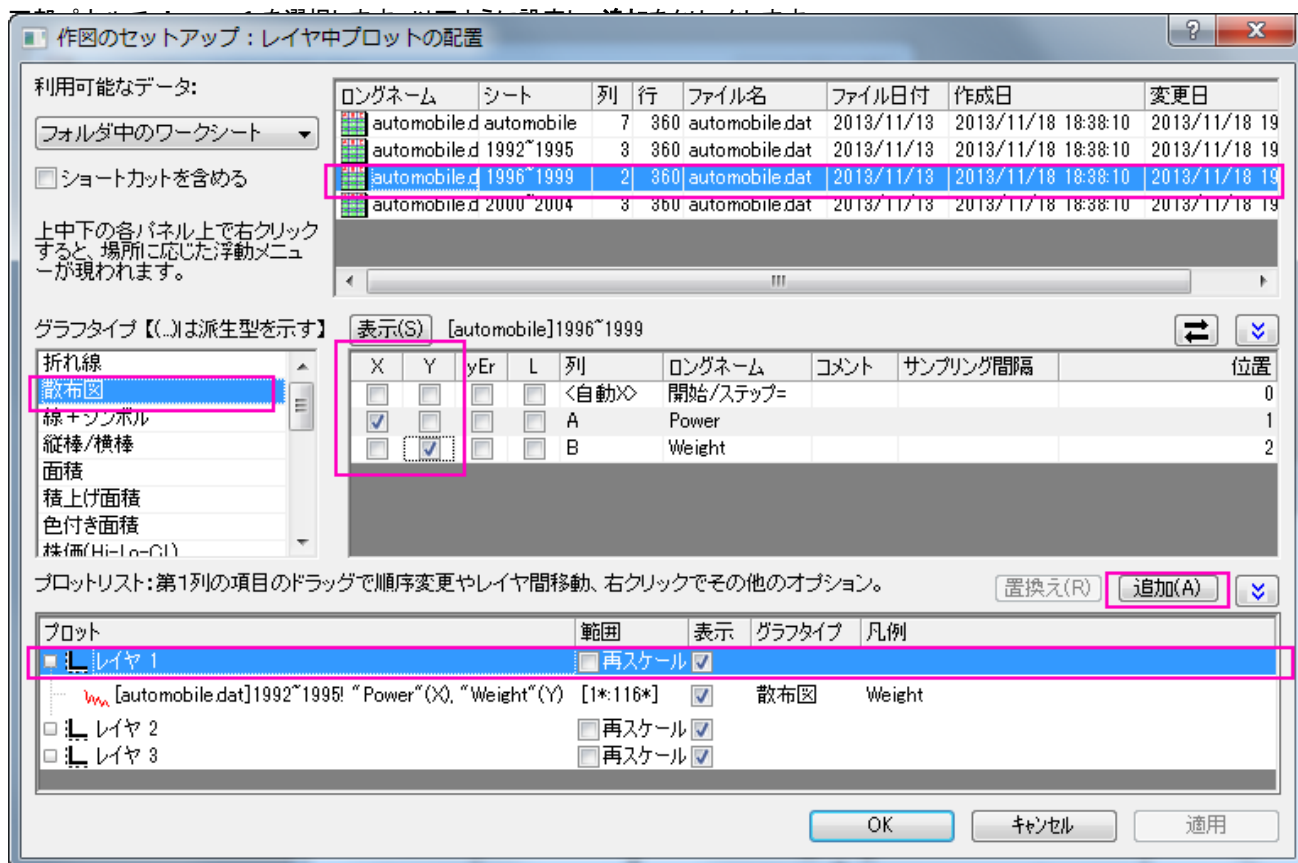 作図のセットアップ：レイヤ中プロットの配置
利用可能なデータ:
フォルダ中のワークシート
ショートカットを含める
上中下の各パネル上で右クリック
すると、場所に応じた浮動メニュ
ーが現われます。
ロングネーム シート 列 行 ファイル名 ファイル日付 作成日 変更日
automobile.d automobile 7 360 automobile.dat 2013/11/13 2013/11/18 18:38:10 2013/11/18 19
automobile.d 1992~1995 3 360 automobile.dat 2013/11/13 2013/11/18 18:38:10 2013/11/18 19
automobile.d 1996~1999 2 360 automobile.dat 2013/11/13 2013/11/18 18:38:10 2013/11/18 19
automobile.d 2000~2004 3 360 automobile.dat 2013/11/13 2013/11/18 18:38:10 2013/11/18 19
グラフタイプ【(...)は派生型を示す】
折れ線
散布図
線＋シンボル
縦棒/横棒
面積
積上げ面積
色付き面積
株価(Hi-Lo-CL)
表示(S) [automobile]1996~1999
X Y yEr L 列 ロングネーム コメント サンプリング間隔 位置
<自動X> 開始/ステップ= 0
A Power 1
B Weight 2
プロットリスト：第1列の項目のドラッグで順序変更やレイヤ間移動、右クリックでその他のオプション。
置換え(R) 追加(A)
プロット 範囲 表示 グラフタイプ 凡例
レイヤ 1 再スケール
[automobile.dat]1992~1995! "Power"(X), "Weight"(Y) [1*:116*] 散布図 Weight
レイヤ 2 再スケール
レイヤ 3 再スケール
OK キャンセル 適用